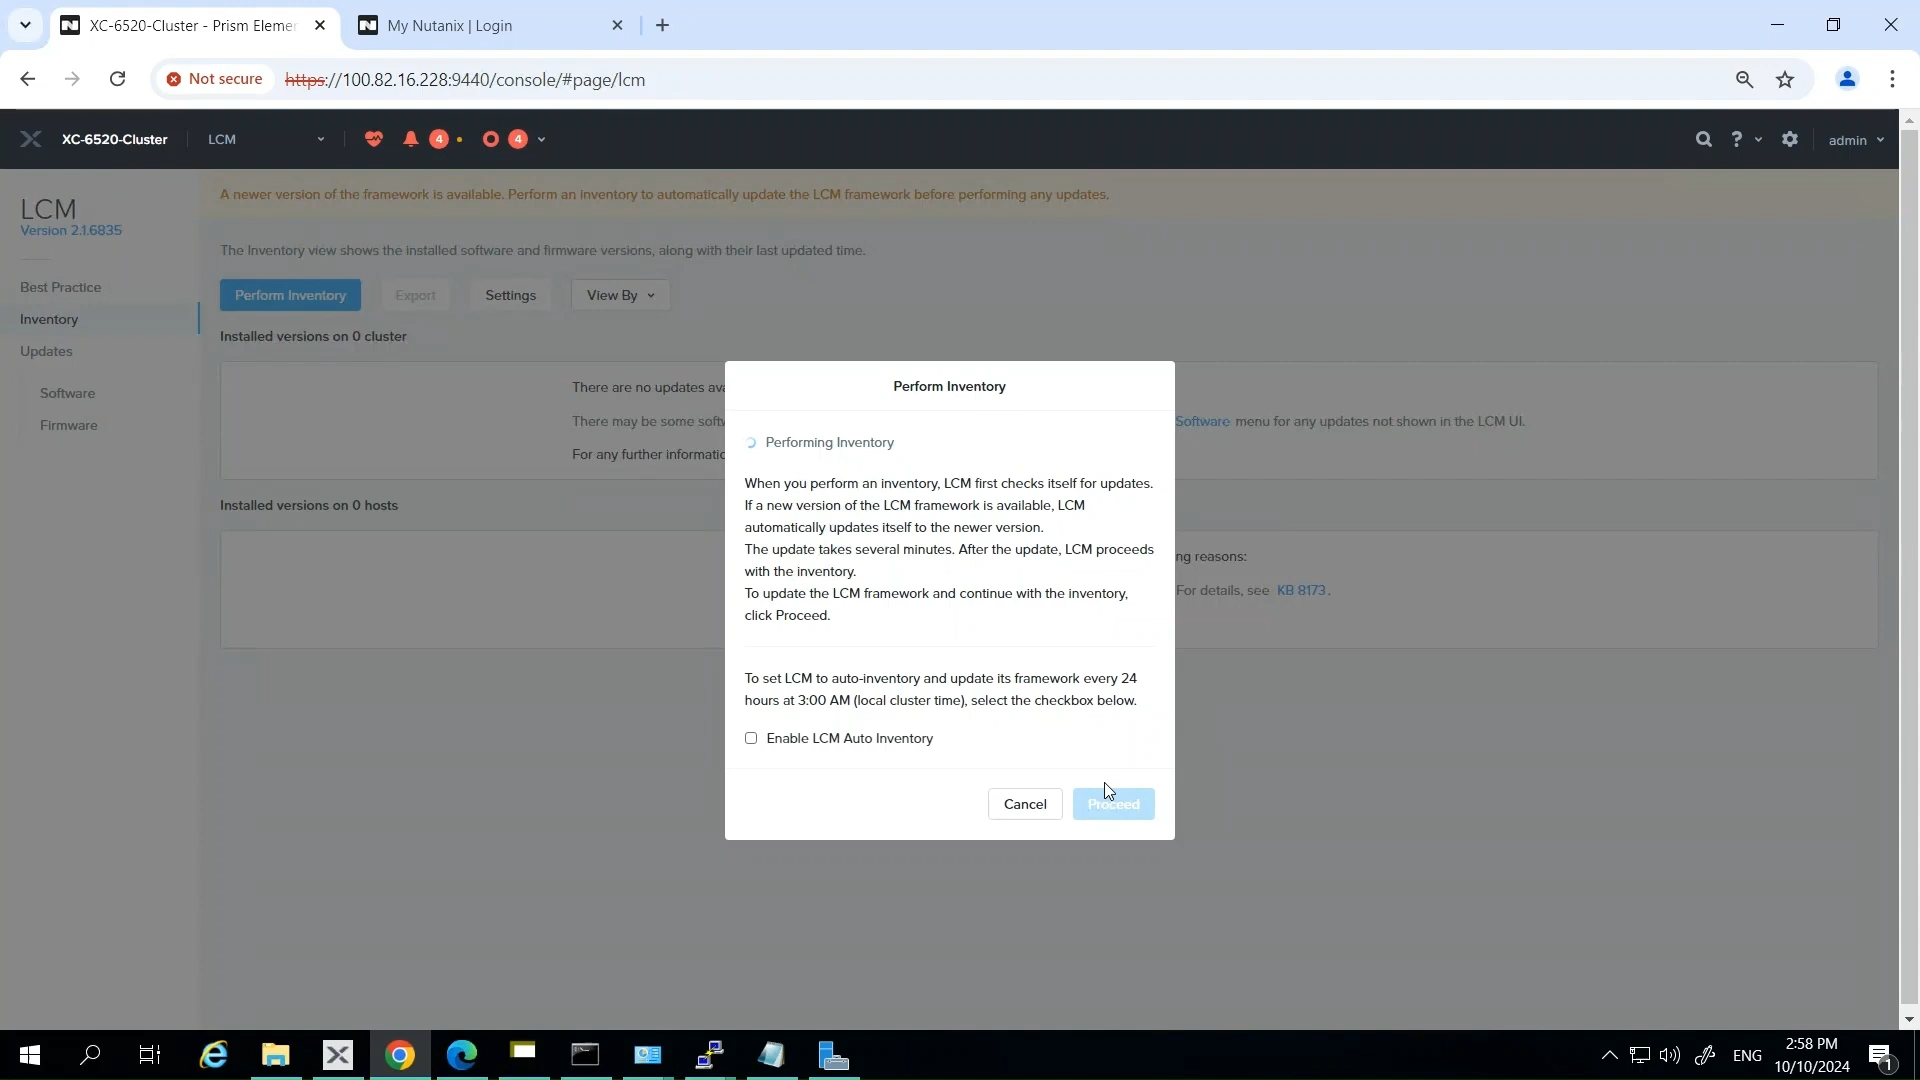 XC-6520-Cluster - Prism Elemer
My Nutanix | Login
Not secure
https://100.82.16.228:9440/console/#page/lcm
XC-6520-Cluster
LCM
4
4
?
admin
A newer version of the framework is available. Perform an inventory to automatically update the LCM framework before performing any updates.
LCM
Version 2.1.6835
The Inventory view shows the installed software and firmware versions, along with their last updated time.
Best Practice
Inventory
Updates
Software
Firmware
Perform Inventory
Export
Settings
View By
Installed versions on 0 cluster
There are no updates ava
There may be some softw
Software menu for any updates not shown in the LCM UI.
For any further informatio
Installed versions on 0 hosts
ng reasons:
For details, see KB 8173.
Perform Inventory
Performing Inventory
When you perform an inventory, LCM first checks itself for updates.
If a new version of the LCM framework is available, LCM
automatically updates itself to the newer version.
The update takes several minutes. After the update, LCM proceeds
with the inventory.
To update the LCM framework and continue with the inventory,
click Proceed.
To set LCM to auto-inventory and update its framework every 24
hours at 3:00 AM (local cluster time), select the checkbox below.
Enable LCM Auto Inventory
Cancel
Proceed
ENG
2:58 PM
10/10/2024
1